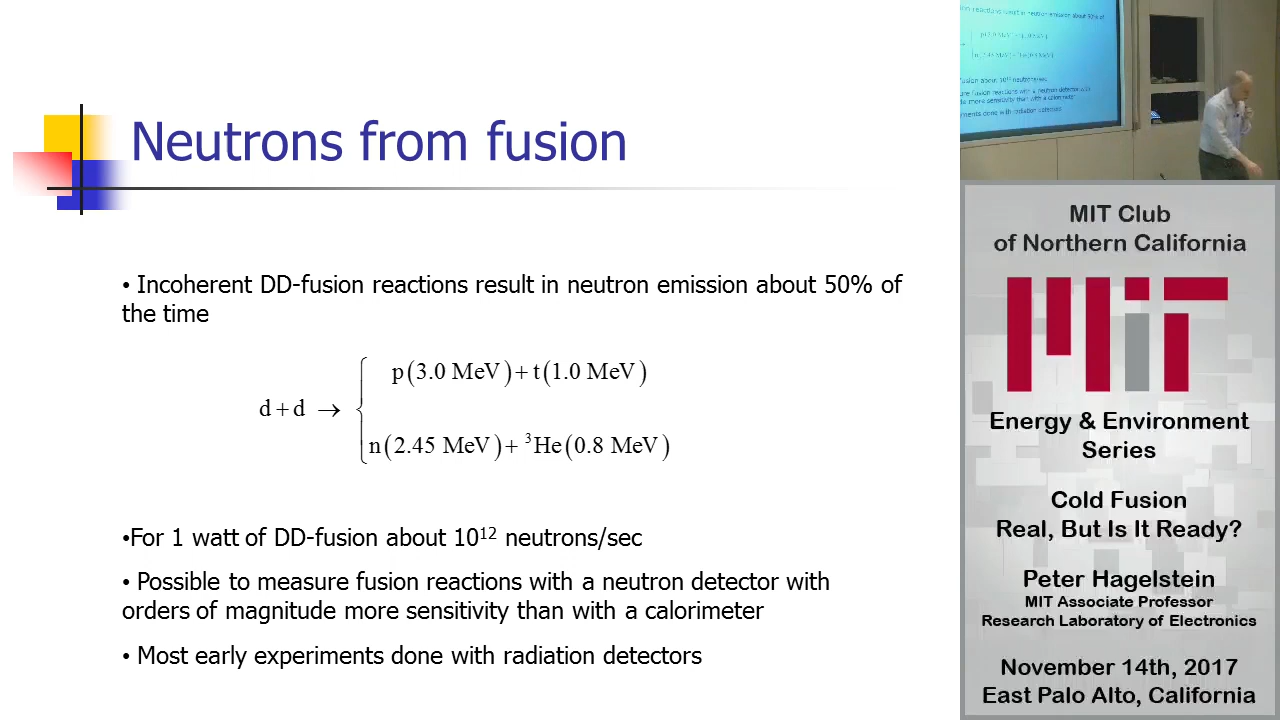 Neutrons from fusion
• Incoherent DD-fusion reactions result in neutron emission about 50% of
the time
p(3.0 MeV)+t(1.0 MeV)
d+d →
n(2.45 MeV)+ ³He(0.8 MeV)
•For 1 watt of DD-fusion about 10¹² neutrons/sec
• Possible to measure fusion reactions with a neutron detector with
orders of magnitude more sensitivity than with a calorimeter
• Most early experiments done with radiation detectors
MIT Club
of Northern California
MIT
Energy & Environment
Series
Cold Fusion
Real, But Is It Ready?
Peter Hagelstein
MIT Associate Professor
Research Laboratory of Electronics
November 14th, 2017
East Palo Alto, California